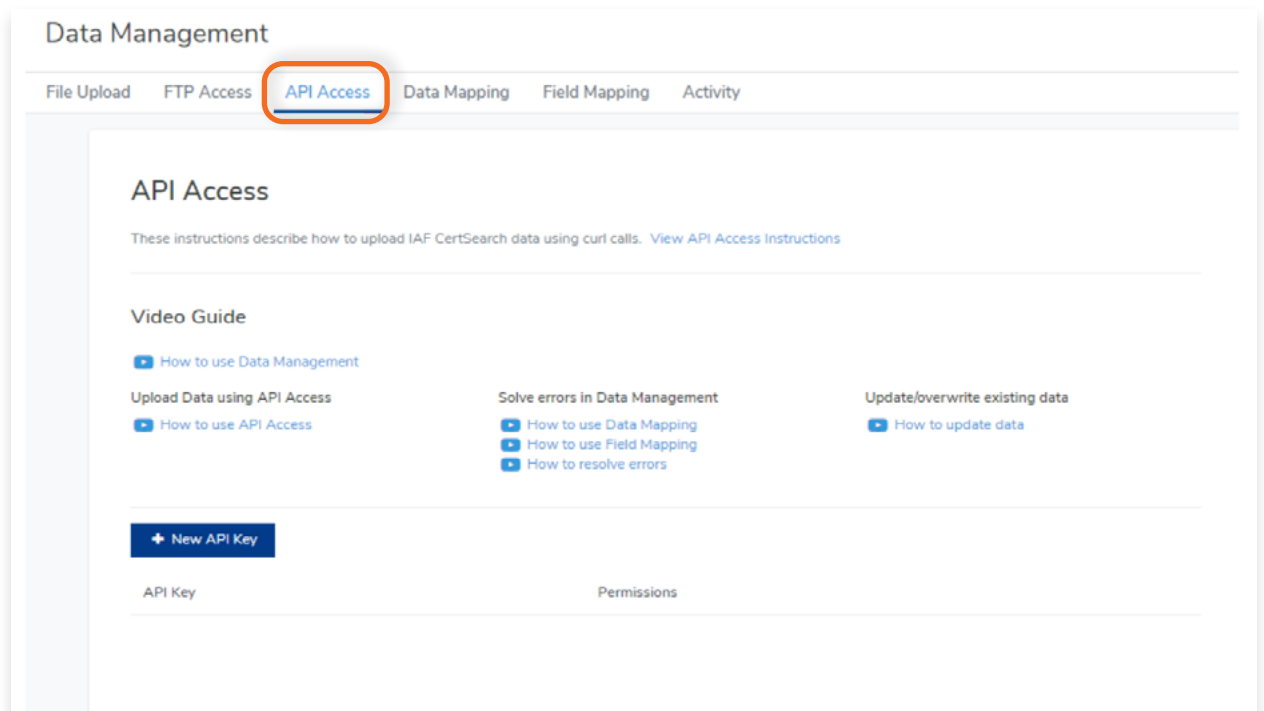 Data Management
File Upload FTP Access API Access Data Mapping Field Mapping Activity
API Access
These instructions describe how to upload IAF CertSearch data using curl calls. View API Access Instructions
Video Guide
How to use Data Management
Upload Data using API Access Solve errors in Data Management Update/overwrite existing data
How to use API Access How to use Data Mapping How to update data
How to use Field Mapping
How to resolve errors
+ New API Key
API Key Permissions